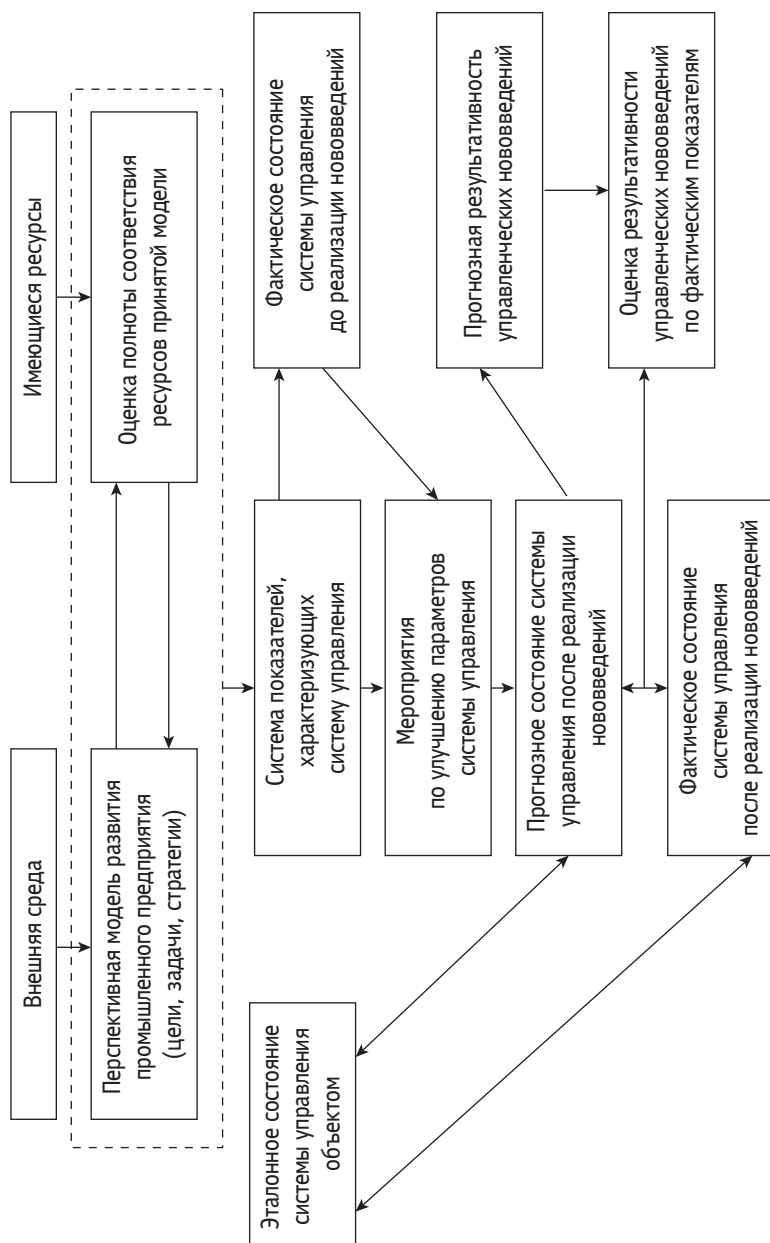 Внешняя среда
Имеющиеся ресурсы
Перспективная модель развития
промышленного предприятия
(цели, задачи, стратегии)
Оценка полноты соответствия
ресурсов принятой модели
Эталонное состояние
системы управления
объектом
Система показателей,
характеризующих
систему управления
Фактическое состояние
системы управления
до реализации нововведений
Мероприятия
по улучшению параметров
системы управления
Прогнозное состояние системы
управления после реализации
нововведений
Прогнозная результативность
управленческих нововведений
Фактическое состояние
системы управления
после реализации нововведений
Оценка результативности
управленческих нововведений
по фактическим показателям